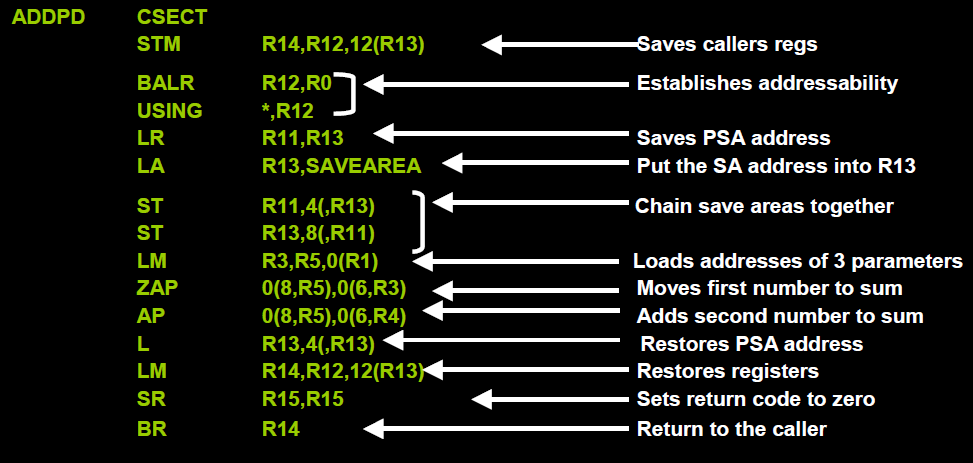 ADDPD CSECT
STM R14,R12,12(R13) Saves callers regs
BALR R12,R0 Establishes addressability
USING *,R12
LR R11,R13 Saves PSA address
LA R13,SAVEAREA Put the SA address into R13
ST R11,4(,R13) Chain save areas together
ST R13,8(,R11)
LM R3,R5,0(R1) Loads addresses of 3 parameters
ZAP 0(8,R5),0(6,R3) Moves first number to sum
AP 0(8,R5),0(6,R4) Adds second number to sum
L R13,4(,R13) Restores PSA address
LM R14,R12,12(R13) Restores registers
SR R15,R15 Sets return code to zero
BR R14 Return to the caller